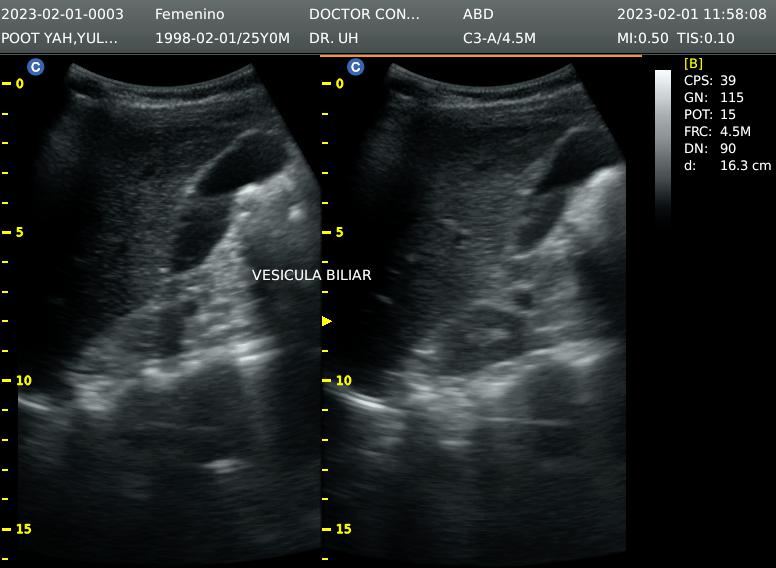 2023-02-01-0003 Femenino DOCTOR CON... ABD 2023-02-01 11:58:08
POOT YAH,YUL... 1998-02-01/25Y0M DR. UH C3-A/4.5M MI:0.50 TIS:0.10
C C
[B]
0 0
CPS: 39
GN: 115
POT: 15
FRC: 4.5M
DN: 90
d: 16.3 cm
5 5
VESICULA BILIAR
10 10
15 15